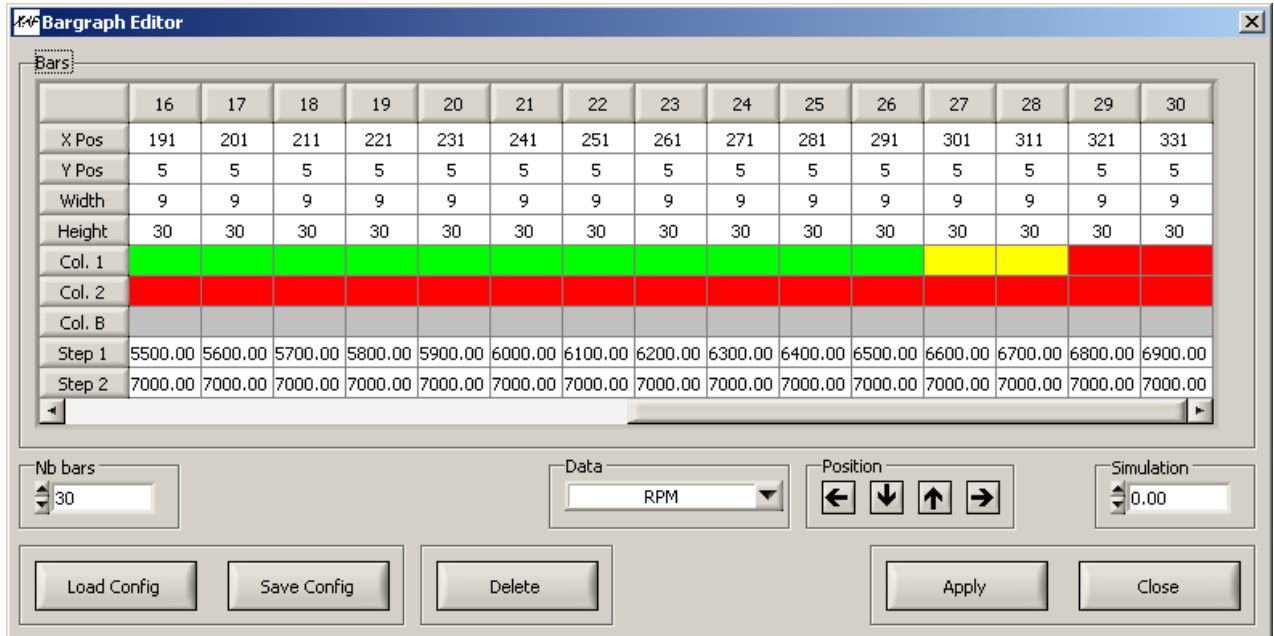 XAP Bargraph Editor
Bars
16 17 18 19 20 21 22 23 24 25 26 27 28 29 30
X Pos 191 201 211 221 231 241 251 261 271 281 291 301 311 321 331
Y Pos 5 5 5 5 5 5 5 5 5 5 5 5 5 5 5
Width 9 9 9 9 9 9 9 9 9 9 9 9 9 9 9
Height 30 30 30 30 30 30 30 30 30 30 30 30 30 30 30
Col. 1
Col. 2
Col. B
Step 1 5500.00 5600.00 5700.00 5800.00 5900.00 6000.00 6100.00 6200.00 6300.00 6400.00 6500.00 6600.00 6700.00 6800.00 6900.00
Step 2 7000.00 7000.00 7000.00 7000.00 7000.00 7000.00 7000.00 7000.00 7000.00 7000.00 7000.00 7000.00 7000.00 7000.00 7000.00
Nb bars Data Position Simulation
30 RPM 0.00
Load Config Save Config Delete Apply Close